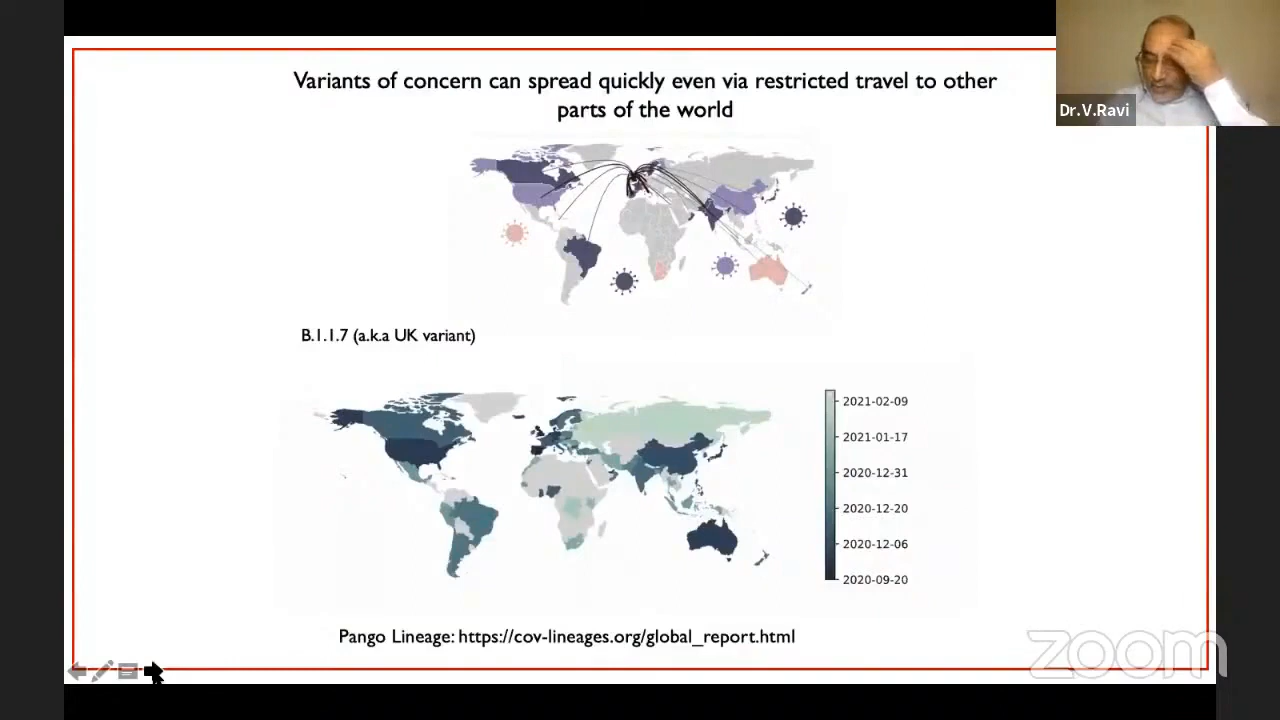 Variants of concern can spread quickly even via restricted travel to other
parts of the world
Dr.V.Ravi
B.1.1.7 (a.k.a UK variant)
2021-02-09
2021-01-17
2020-12-31
2020-12-20
2020-12-06
2020-09-20
Pango Lineage: https://cov-lineages.org/global_report.html
zoom